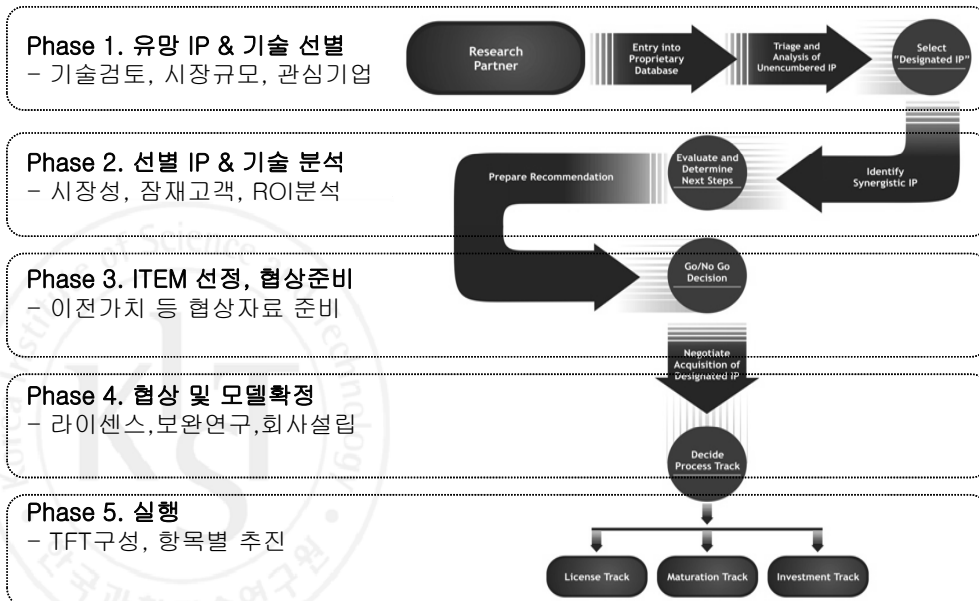 Phase 1. 유망 IP & 기술 선별
- 기술검토, 시장규모, 관심기업
Research
Partner
Entry into
Proprietary
Database
Triage and
Analysis of
Unencumbered IP
Select
"Designated IP"
Phase 2. 선별 IP & 기술 분석
- 시장성, 잠재고객, ROI분석
Prepare Recommendation
Evaluate and
Determine
Next Steps
Identify
Synergistic IP
Phase 3. ITEM 선정, 협상준비
- 이전가치 등 협상자료 준비
Go/No Go
Decision
Negotiate
Acquisition of
Designated IP
Phase 4. 협상 및 모델확정
- 라이센스,보완연구,회사설립
Decide
Process Track
Phase 5. 실행
- TFT구성, 항목별 추진
License Track
Maturation Track
Investment Track
Institute of Science
Technology
KIST